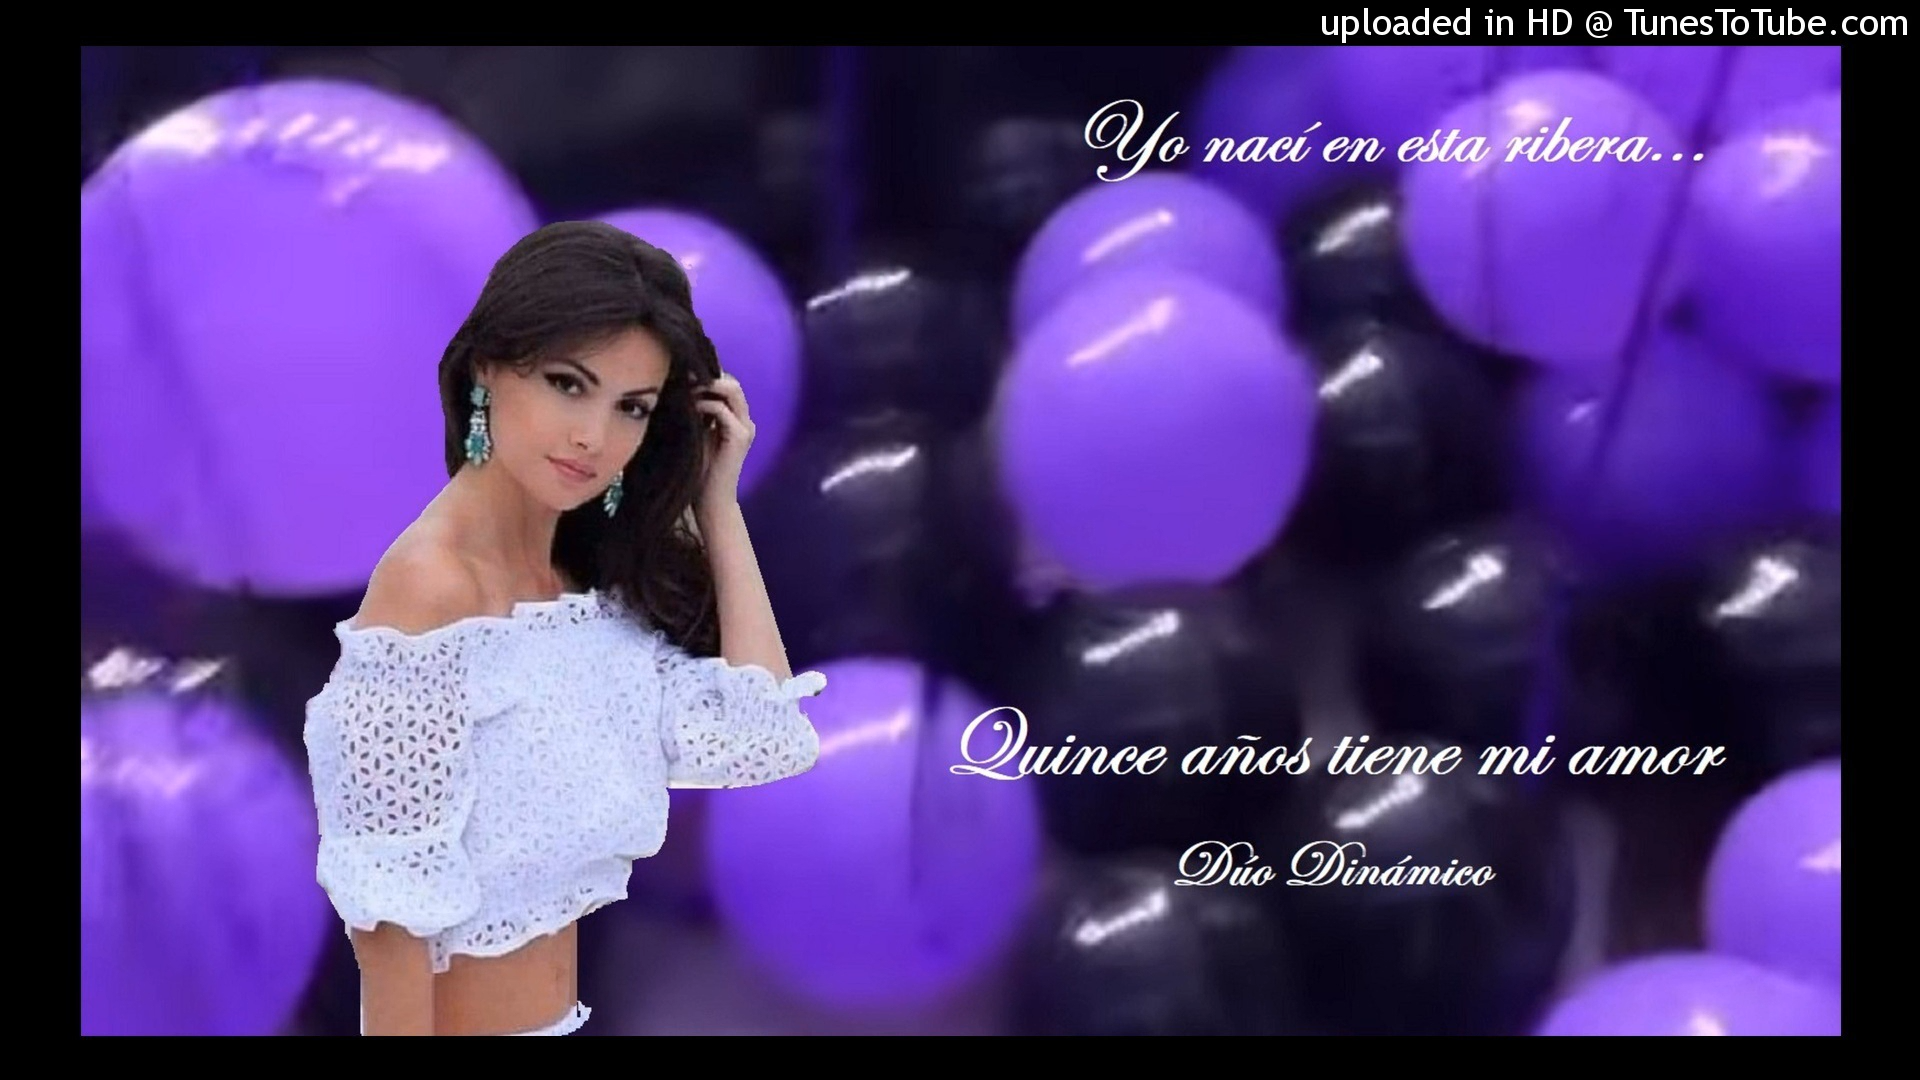 uploaded in HD @ TunesToTube.com
Yo nací en esta ribera...
Quince años tiene mi amor
Dúo Dinámico